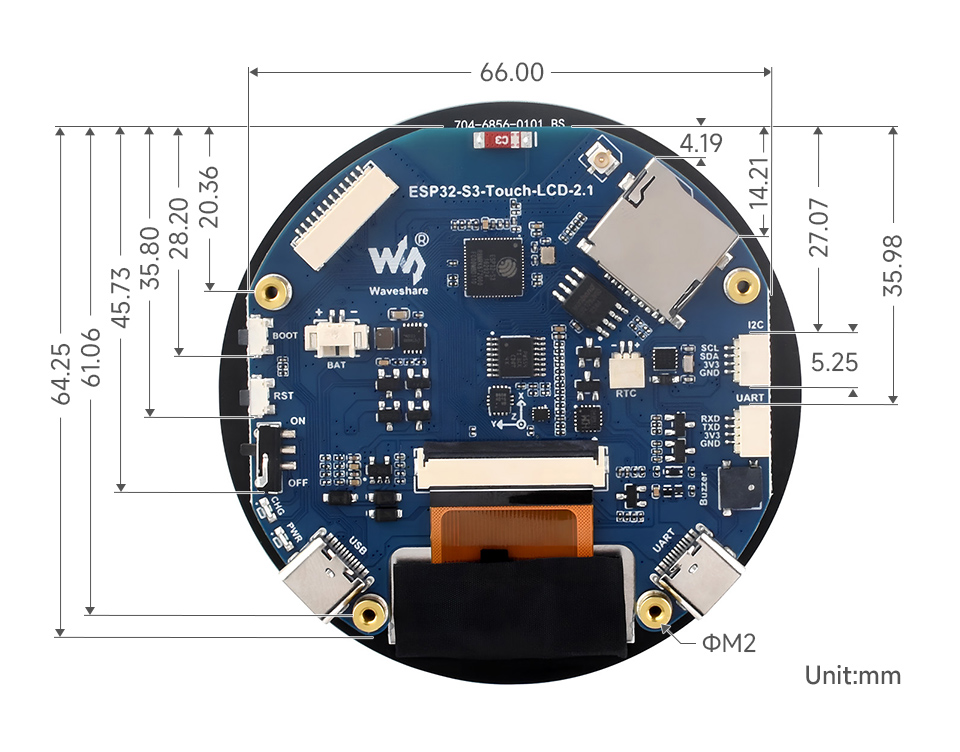 66.00
704-6856-0101 BS
4.19
C3
14.21
20.36
28.20
35.80
45.73
61.06
64.25
27.07
35.98
ESP32-S3-Touch-LCD-2.1
®
Waveshare
BOOT
+ -
BAT
I2C
SCL
SDA
3V3
GND
5.25
RST
RTC
X
Y
Z
UART
RXD
TXD
3V3
GND
ON
OFF
Buzzer
CHG
PWR
USB
UART
ΦM2
Unit:mm